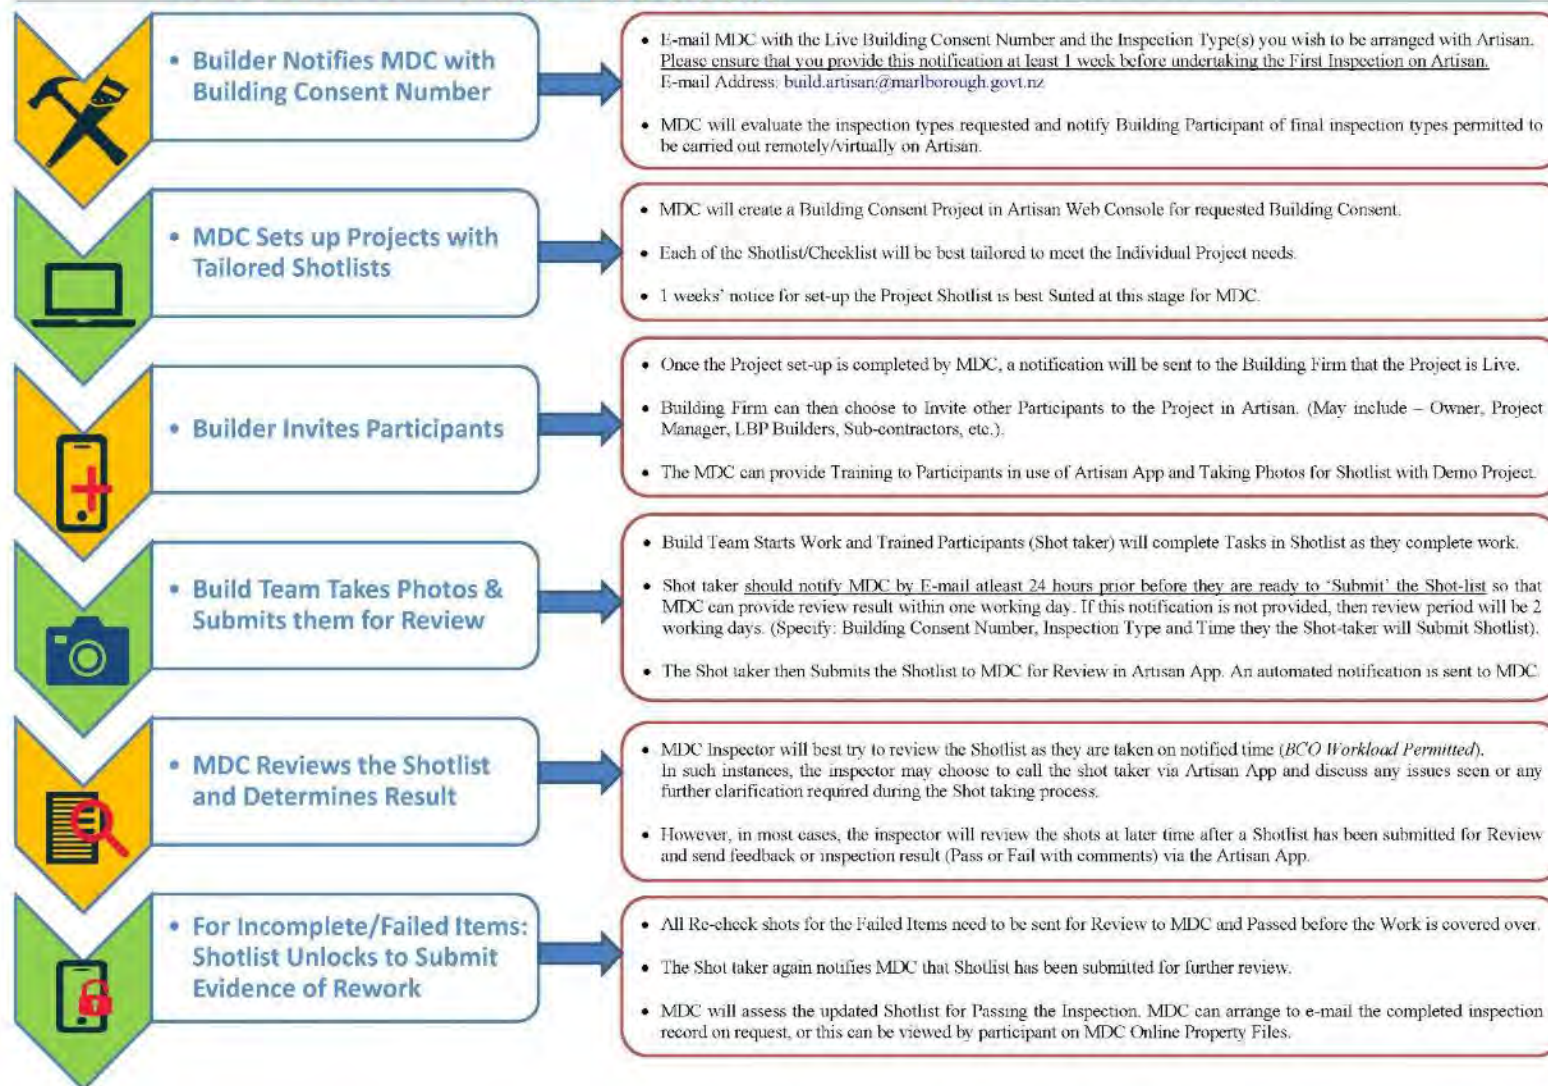 • Builder Notifies MDC with
Building Consent Number
• E-mail MDC with the Live Building Consent Number and the Inspection Type(s) you wish to be arranged with Artisan.
Please ensure that you provide this notification at least 1 week before undertaking the First Inspection on Artisan.
E-mail Address: build.artisan@marlborough.govt.nz
• MDC will evaluate the inspection types requested and notify Building Participant of final inspection types permitted to
be carried out remotely/virtually on Artisan.
• MDC Sets up Projects with
Tailored Shotlists
• MDC will create a Building Consent Project in Artisan Web Console for requested Building Consent.
• Each of the Shotlist/Checklist will be best tailored to meet the Individual Project needs.
• 1 weeks' notice for set-up the Project Shotlist is best Suited at this stage for MDC.
• Builder Invites Participants
• Once the Project set-up is completed by MDC, a notification will be sent to the Building Firm that the Project is Live.
• Building Firm can then choose to Invite other Participants to the Project in Artisan. (May include – Owner, Project
Manager, LBP Builders, Sub-contractors, etc.).
• The MDC can provide Training to Participants in use of Artisan App and Taking Photos for Shotlist with Demo Project.
• Build Team Takes Photos &
Submits them for Review
• Build Team Starts Work and Trained Participants (Shot taker) will complete Tasks in Shotlist as they complete work.
• Shot taker should notify MDC by E-mail atleast 24 hours prior before they are ready to 'Submit' the Shot-list so that
MDC can provide review result within one working day. If this notification is not provided, then review period will be 2
working days. (Specify: Building Consent Number, Inspection Type and Time they the Shot-taker will Submit Shotlist).
• The Shot taker then Submits the Shotlist to MDC for Review in Artisan App. An automated notification is sent to MDC.
• MDC Reviews the Shotlist
and Determines Result
• MDC Inspector will best try to review the Shotlist as they are taken on notified time (BCO Workload Permitted).
In such instances, the inspector may choose to call the shot taker via Artisan App and discuss any issues seen or any
further clarification required during the Shot taking process.
• However, in most cases, the inspector will review the shots at later time after a Shotlist has been submitted for Review
and send feedback or inspection result (Pass or Fail with comments) via the Artisan App.
• For Incomplete/Failed Items:
Shotlist Unlocks to Submit
Evidence of Rework
• All Re-check shots for the Failed Items need to be sent for Review to MDC and Passed before the Work is covered over.
• The Shot taker again notifies MDC that Shotlist has been submitted for further review.
• MDC will assess the updated Shotlist for Passing the Inspection. MDC can arrange to e-mail the completed inspection
record on request, or this can be viewed by participant on MDC Online Property Files.